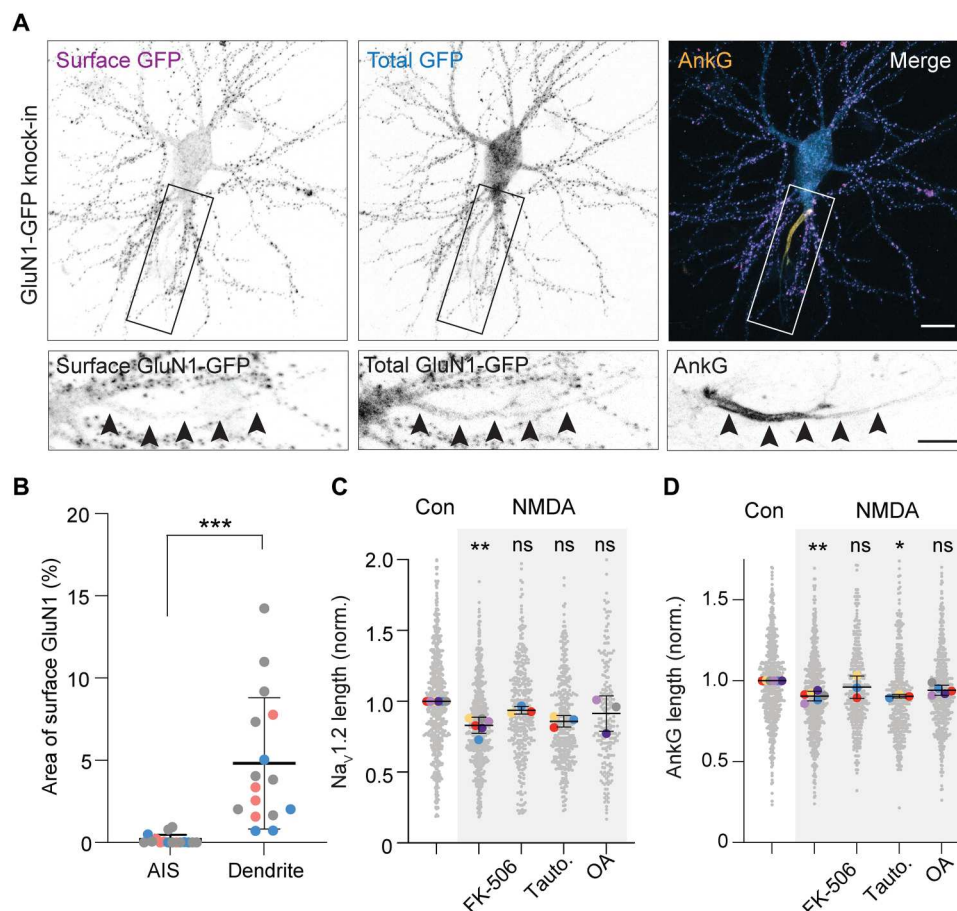 A
Surface GFP
Total GFP
AnkG
Merge
GluN1-GFP knock-in
Surface GluN1-GFP
Total GluN1-GFP
AnkG
B
Area of surface GluN1 (%)
20
15
10
5
0
***
AIS
Dendrite
C
Con
NMDA
NaV1.2 length (norm.)
2.0
1.5
1.0
0.5
0
**
ns
ns
ns
FK-506
Tauto.
OA
D
Con
NMDA
AnkG length (norm.)
1.5
1.0
0.5
0
**
ns
*
ns
FK-506
Tauto.
OA